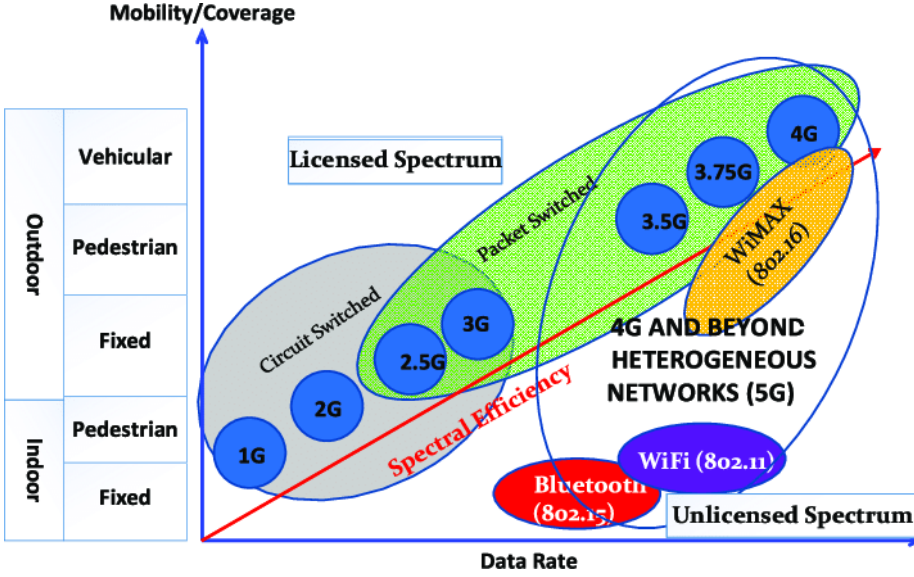 Mobility/Coverage
Outdoor
Vehicular
Pedestrian
Fixed
Indoor
Pedestrian
Fixed
Licensed Spectrum
Circuit Switched
Packet Switched
1G
2G
2.5G
3G
3.5G
3.75G
4G
WiMAX
(802.16)
Spectral Efficiency
4G AND BEYOND
HETEROGENEOUS
NETWORKS (5G)
WiFi (802.11)
Bluetooth
(802.15)
Unlicensed Spectrum
Data Rate